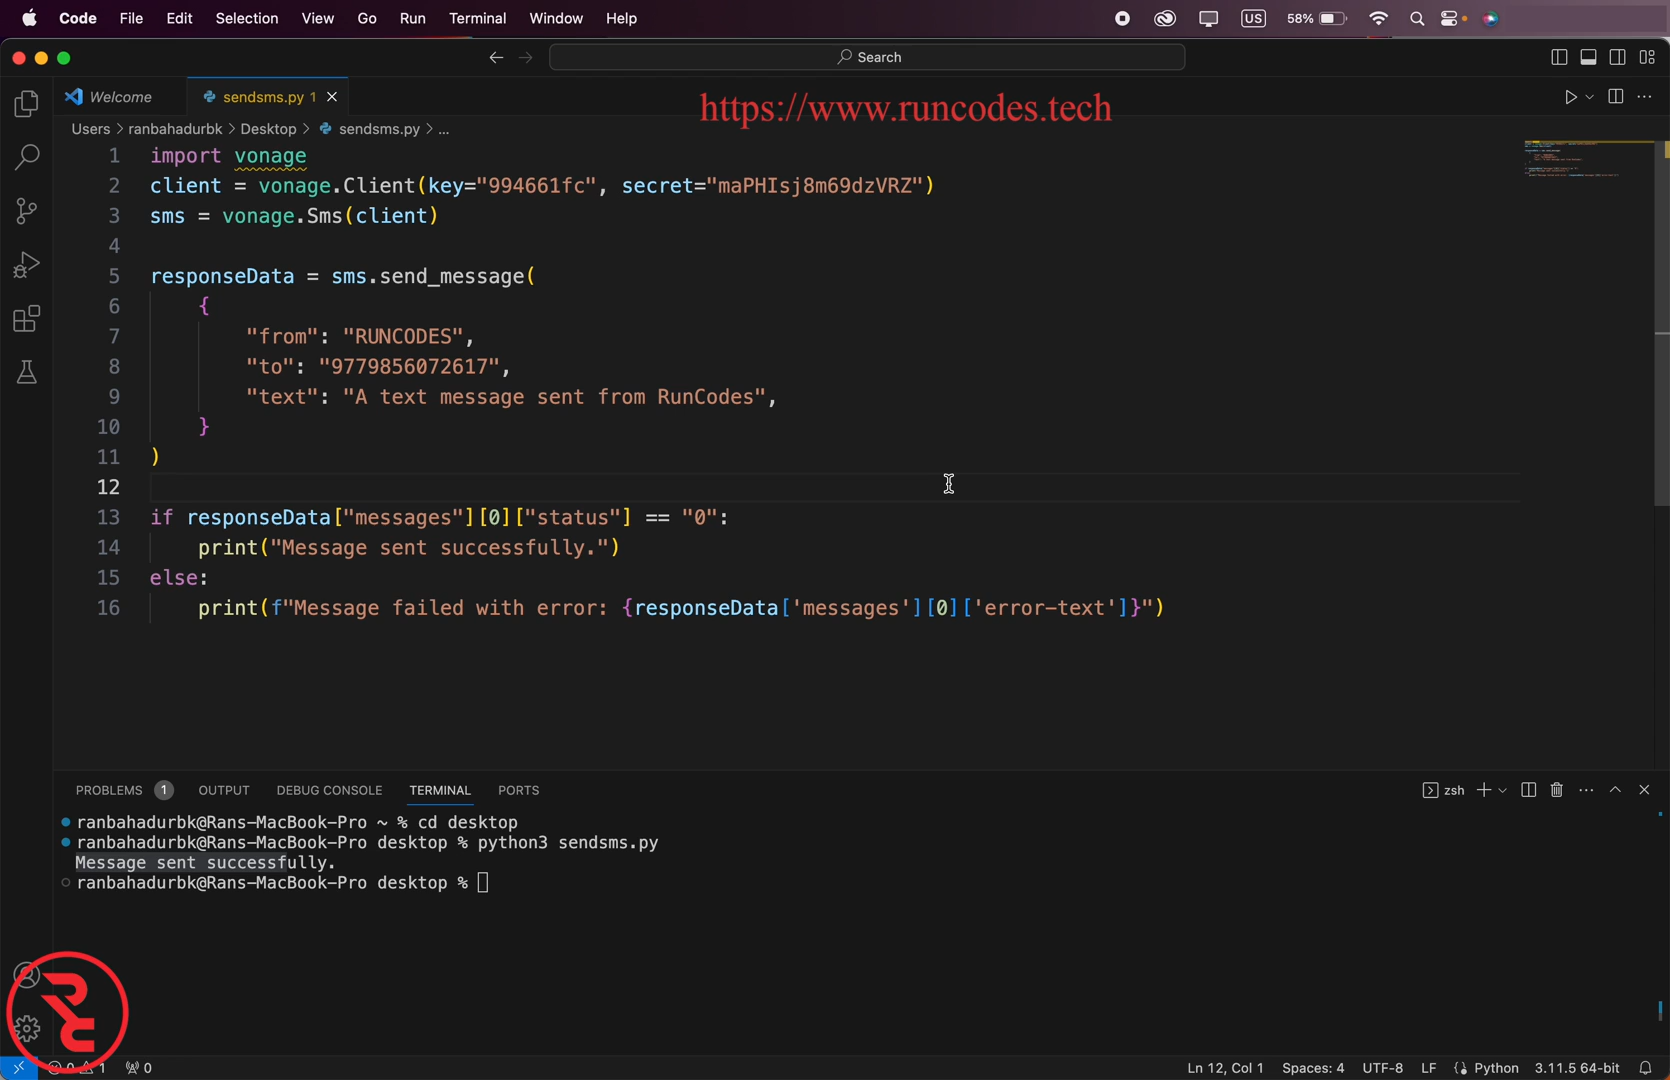 Code File Edit Selection View Go Run Terminal Window Help US 58%
Search
Welcome sendsms.py 1
https://www.runcodes.tech
Users > ranbahadurbk > Desktop > sendsms.py > ...
1 import vonage
2 client = vonage.Client(key="994661fc", secret="maPHIsj8m69dzVRZ")
3 sms = vonage.Sms(client)
4
5 responseData = sms.send_message(
6 {
7 "from": "RUNCODES",
8 "to": "9779856072617",
9 "text": "A text message sent from RunCodes",
10 }
11 )
12
13 if responseData["messages"][0]["status"] == "0":
14 print("Message sent successfully.")
15 else:
16 print(f"Message failed with error: {responseData['messages'][0]['error-text']}")
PROBLEMS 1 OUTPUT DEBUG CONSOLE TERMINAL PORTS zsh
ranbahadurbk@Rans-MacBook-Pro ~ % cd desktop
ranbahadurbk@Rans-MacBook-Pro desktop % python3 sendsms.py
Message sent successfully.
ranbahadurbk@Rans-MacBook-Pro desktop %
0 1 0 Ln 12, Col 1 Spaces: 4 UTF-8 LF Python 3.11.5 64-bit